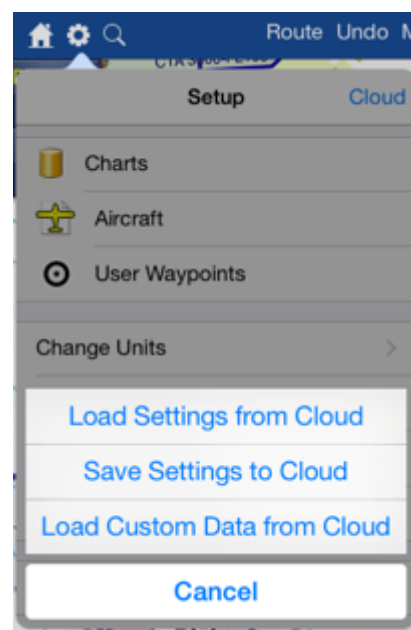 Route Undo
Setup Cloud
Charts
Aircraft
User Waypoints
Change Units
Load Settings from Cloud
Save Settings to Cloud
Load Custom Data from Cloud
Cancel